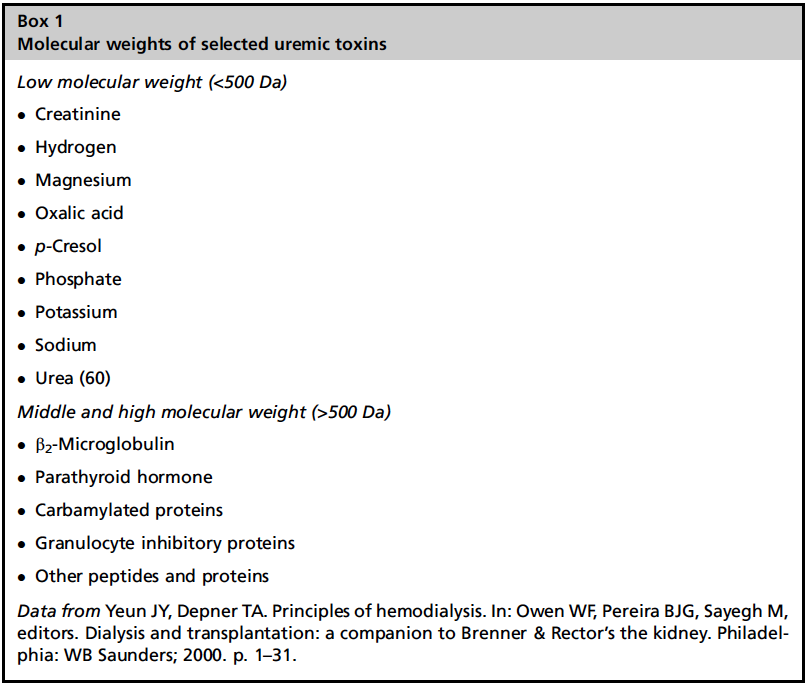 Box 1
Molecular weights of selected uremic toxins
Low molecular weight (<500 Da)
• Creatinine
• Hydrogen
• Magnesium
• Oxalic acid
• p-Cresol
• Phosphate
• Potassium
• Sodium
• Urea (60)
Middle and high molecular weight (>500 Da)
• β₂-Microglobulin
• Parathyroid hormone
• Carbamylated proteins
• Granulocyte inhibitory proteins
• Other peptides and proteins
Data from Yeun JY, Depner TA. Principles of hemodialysis. In: Owen WF, Pereira BJG, Sayegh M,
editors. Dialysis and transplantation: a companion to Brenner & Rector’s the kidney. Philadel-
phia: WB Saunders; 2000. p. 1–31.